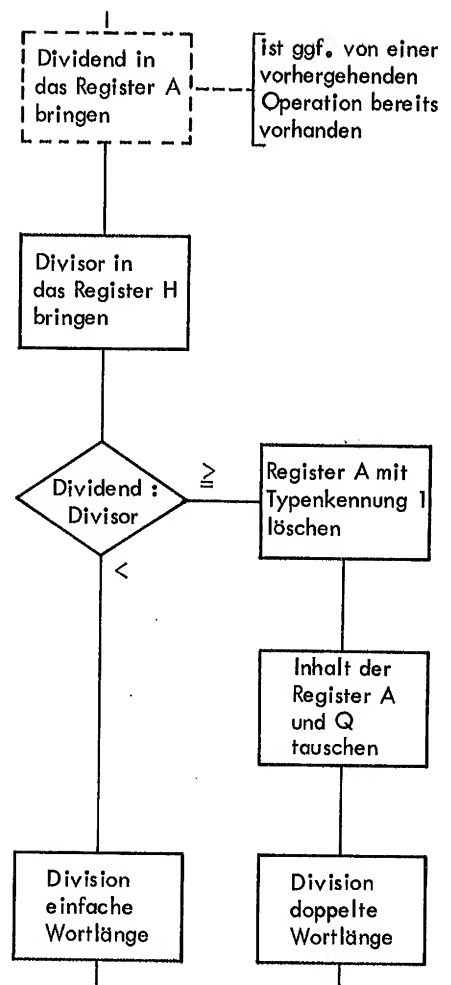 Dividend in
das Register A
bringen
ist ggf. von einer
vorhergehenden
Operation bereits
vorhanden
Divisor in
das Register H
bringen
Dividend :
Divisor
≧
Register A mit
Typenkennung 1
löschen
<
Inhalt der
Register A
und Q
tauschen
Division
einfache
Wortlänge
Division
doppelte
Wortlänge